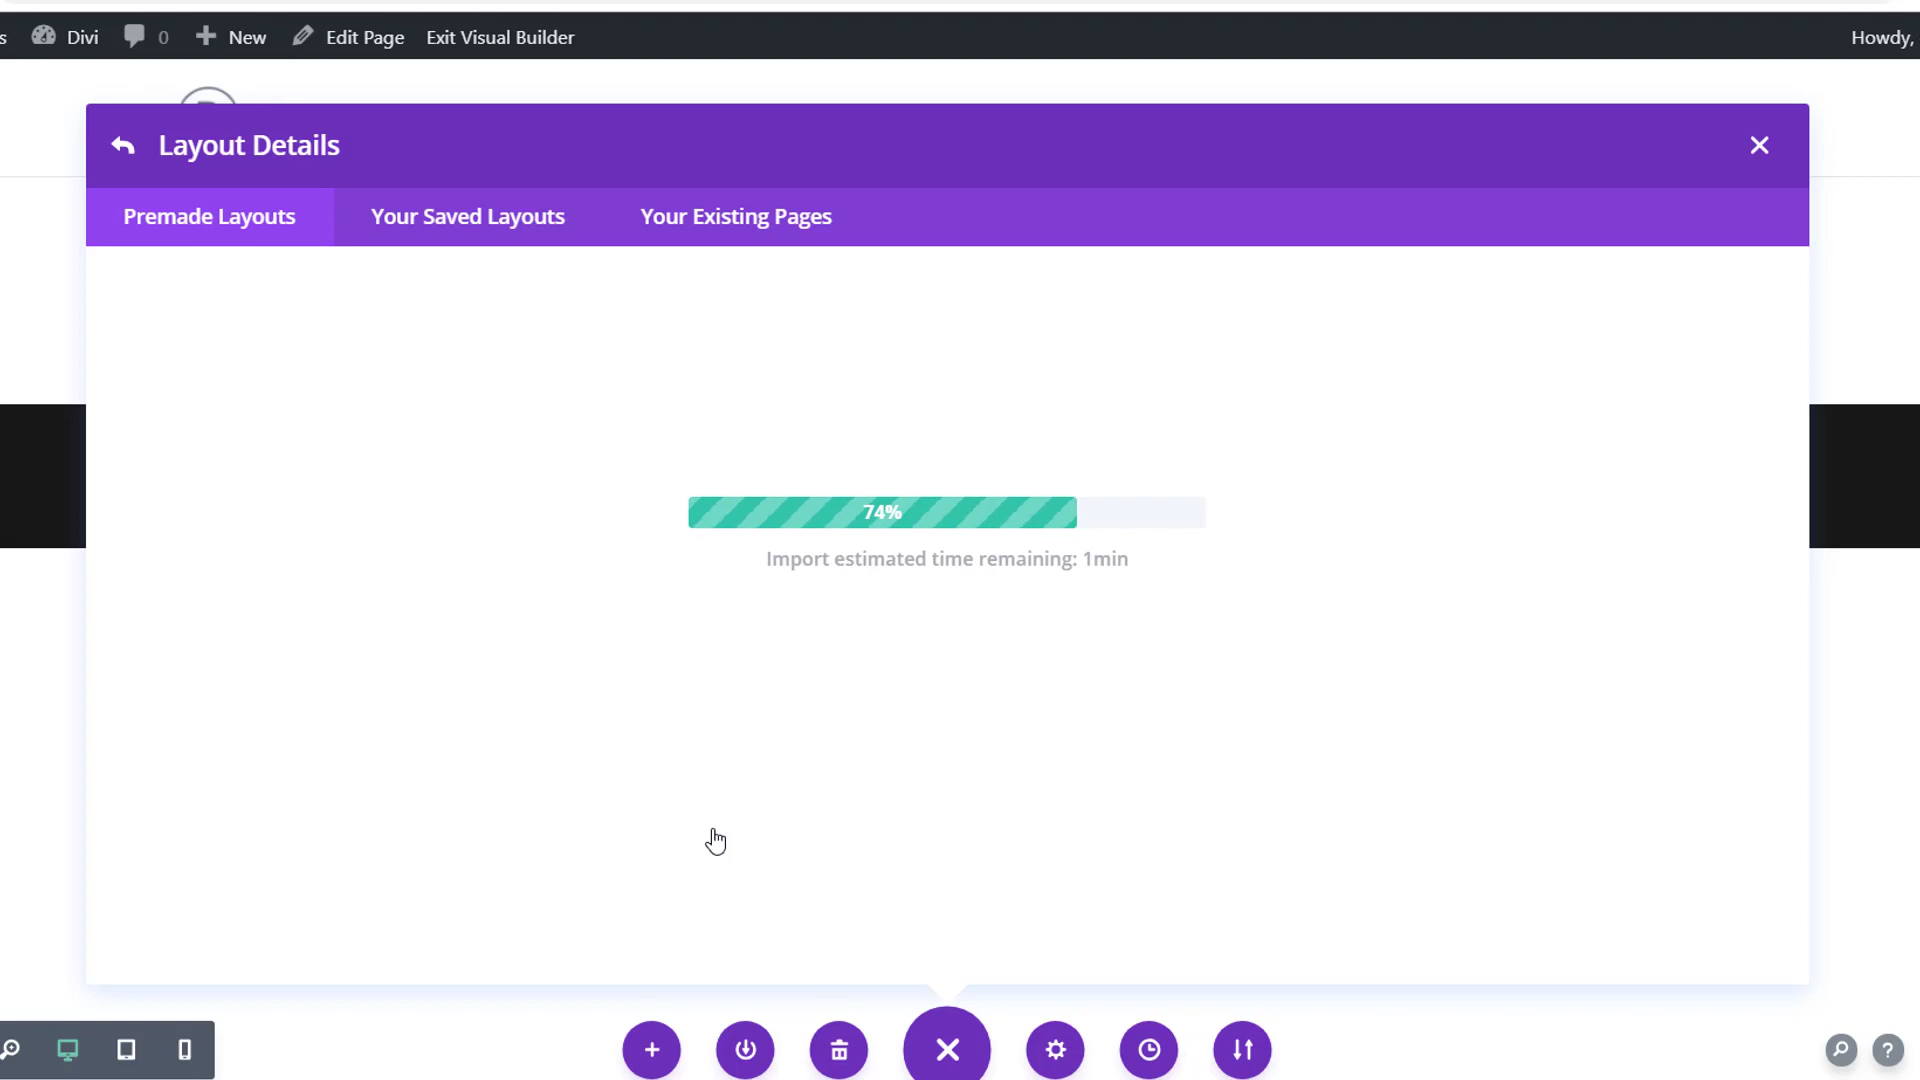 s Divi 0 New Edit Page Exit Visual Builder Howdy,
Layout Details
Premade Layouts Your Saved Layouts Your Existing Pages
74%
Import estimated time remaining: 1min
?